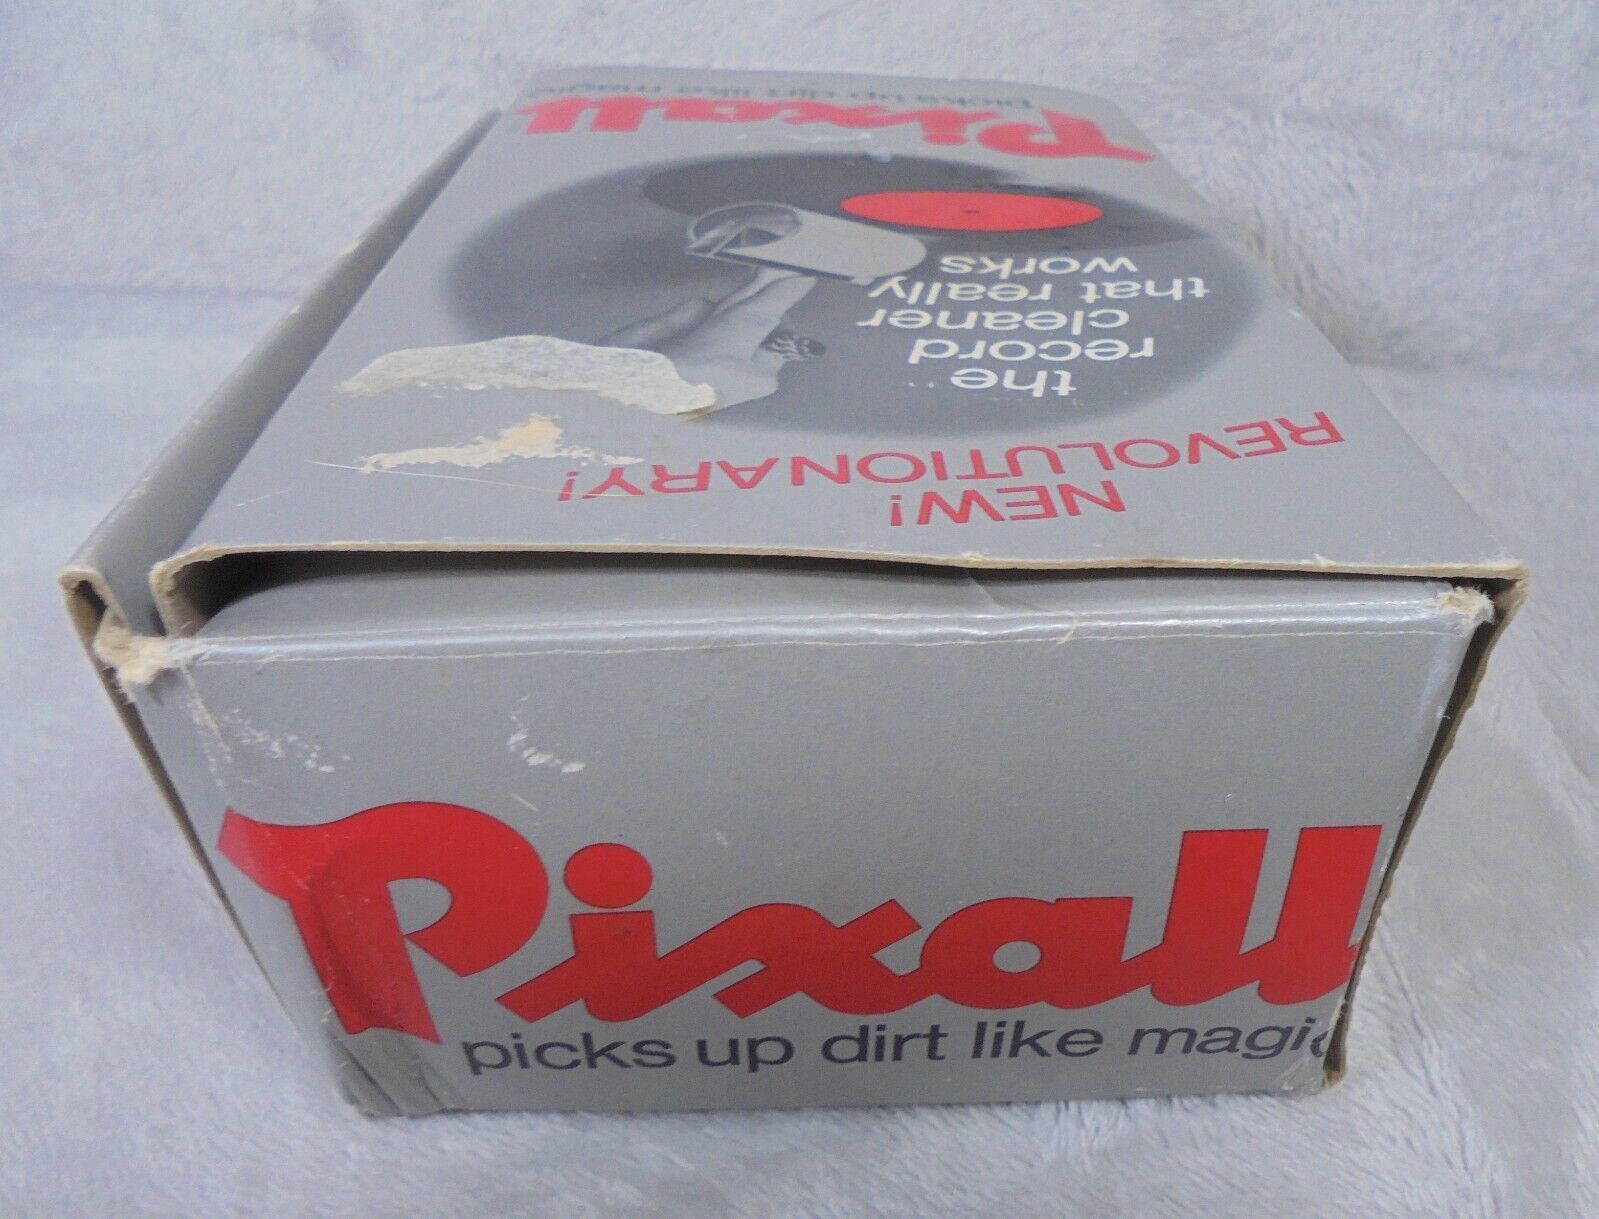 Pixall
picks up dirt like magic
NEW!
REVOLUTIONARY!
the
record
cleaner
that really
works
Pixall
picks up dirt like magic